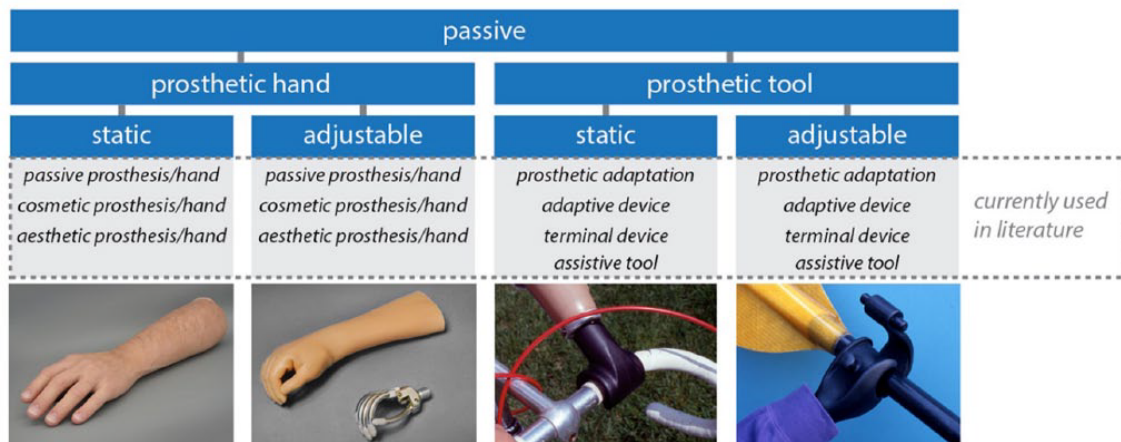 passive
prosthetic hand
prosthetic tool
static
adjustable
static
adjustable
passive prosthesis/hand
cosmetic prosthesis/hand
aesthetic prosthesis/hand
passive prosthesis/hand
cosmetic prosthesis/hand
aesthetic prosthesis/hand
prosthetic adaptation
adaptive device
terminal device
assistive tool
prosthetic adaptation
adaptive device
terminal device
assistive tool
currently used
in literature